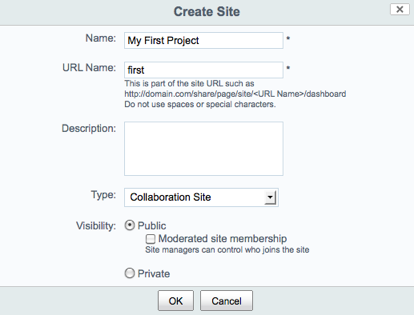 Create Site
Name: My First Project *
URL Name: first *
This is part of the site URL such as
http://domain.com/share/page/site/<URL Name>/dashboard
Do not use spaces or special characters.
Description:
Type: Collaboration Site
Visibility: Public
Moderated site membership
Site managers can control who joins the site
Private
OK Cancel